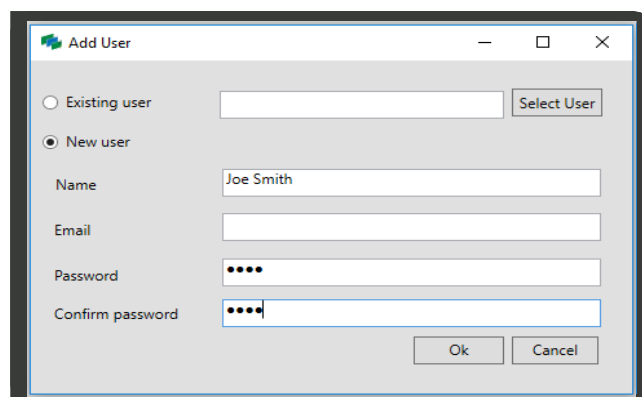 Add User
Existing user
Select User
New user
Name
Joe Smith
Email
Password
••••
Confirm password
••••
Ok
Cancel